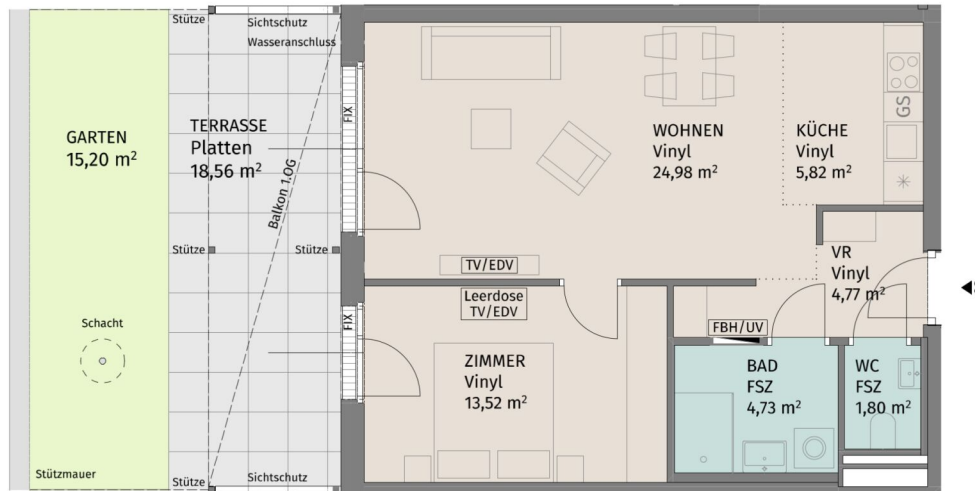 Stütze
Sichtschutz
Wasseranschluss
FIX
GARTEN
15,20 m²
TERRASSE
Platten
18,56 m²
Balkon 1.OG
WOHNEN
Vinyl
24,98 m²
KÜCHE
Vinyl
5,82 m²
GS
Stütze
Stütze
TV/EDV
VR
Vinyl
4,77 m²
Leerdose
TV/EDV
FIX
FBH/UV
Schacht
ZIMMER
Vinyl
13,52 m²
BAD
FSZ
4,73 m²
WC
FSZ
1,80 m²
Stützmauer
Stütze
Sichtschutz